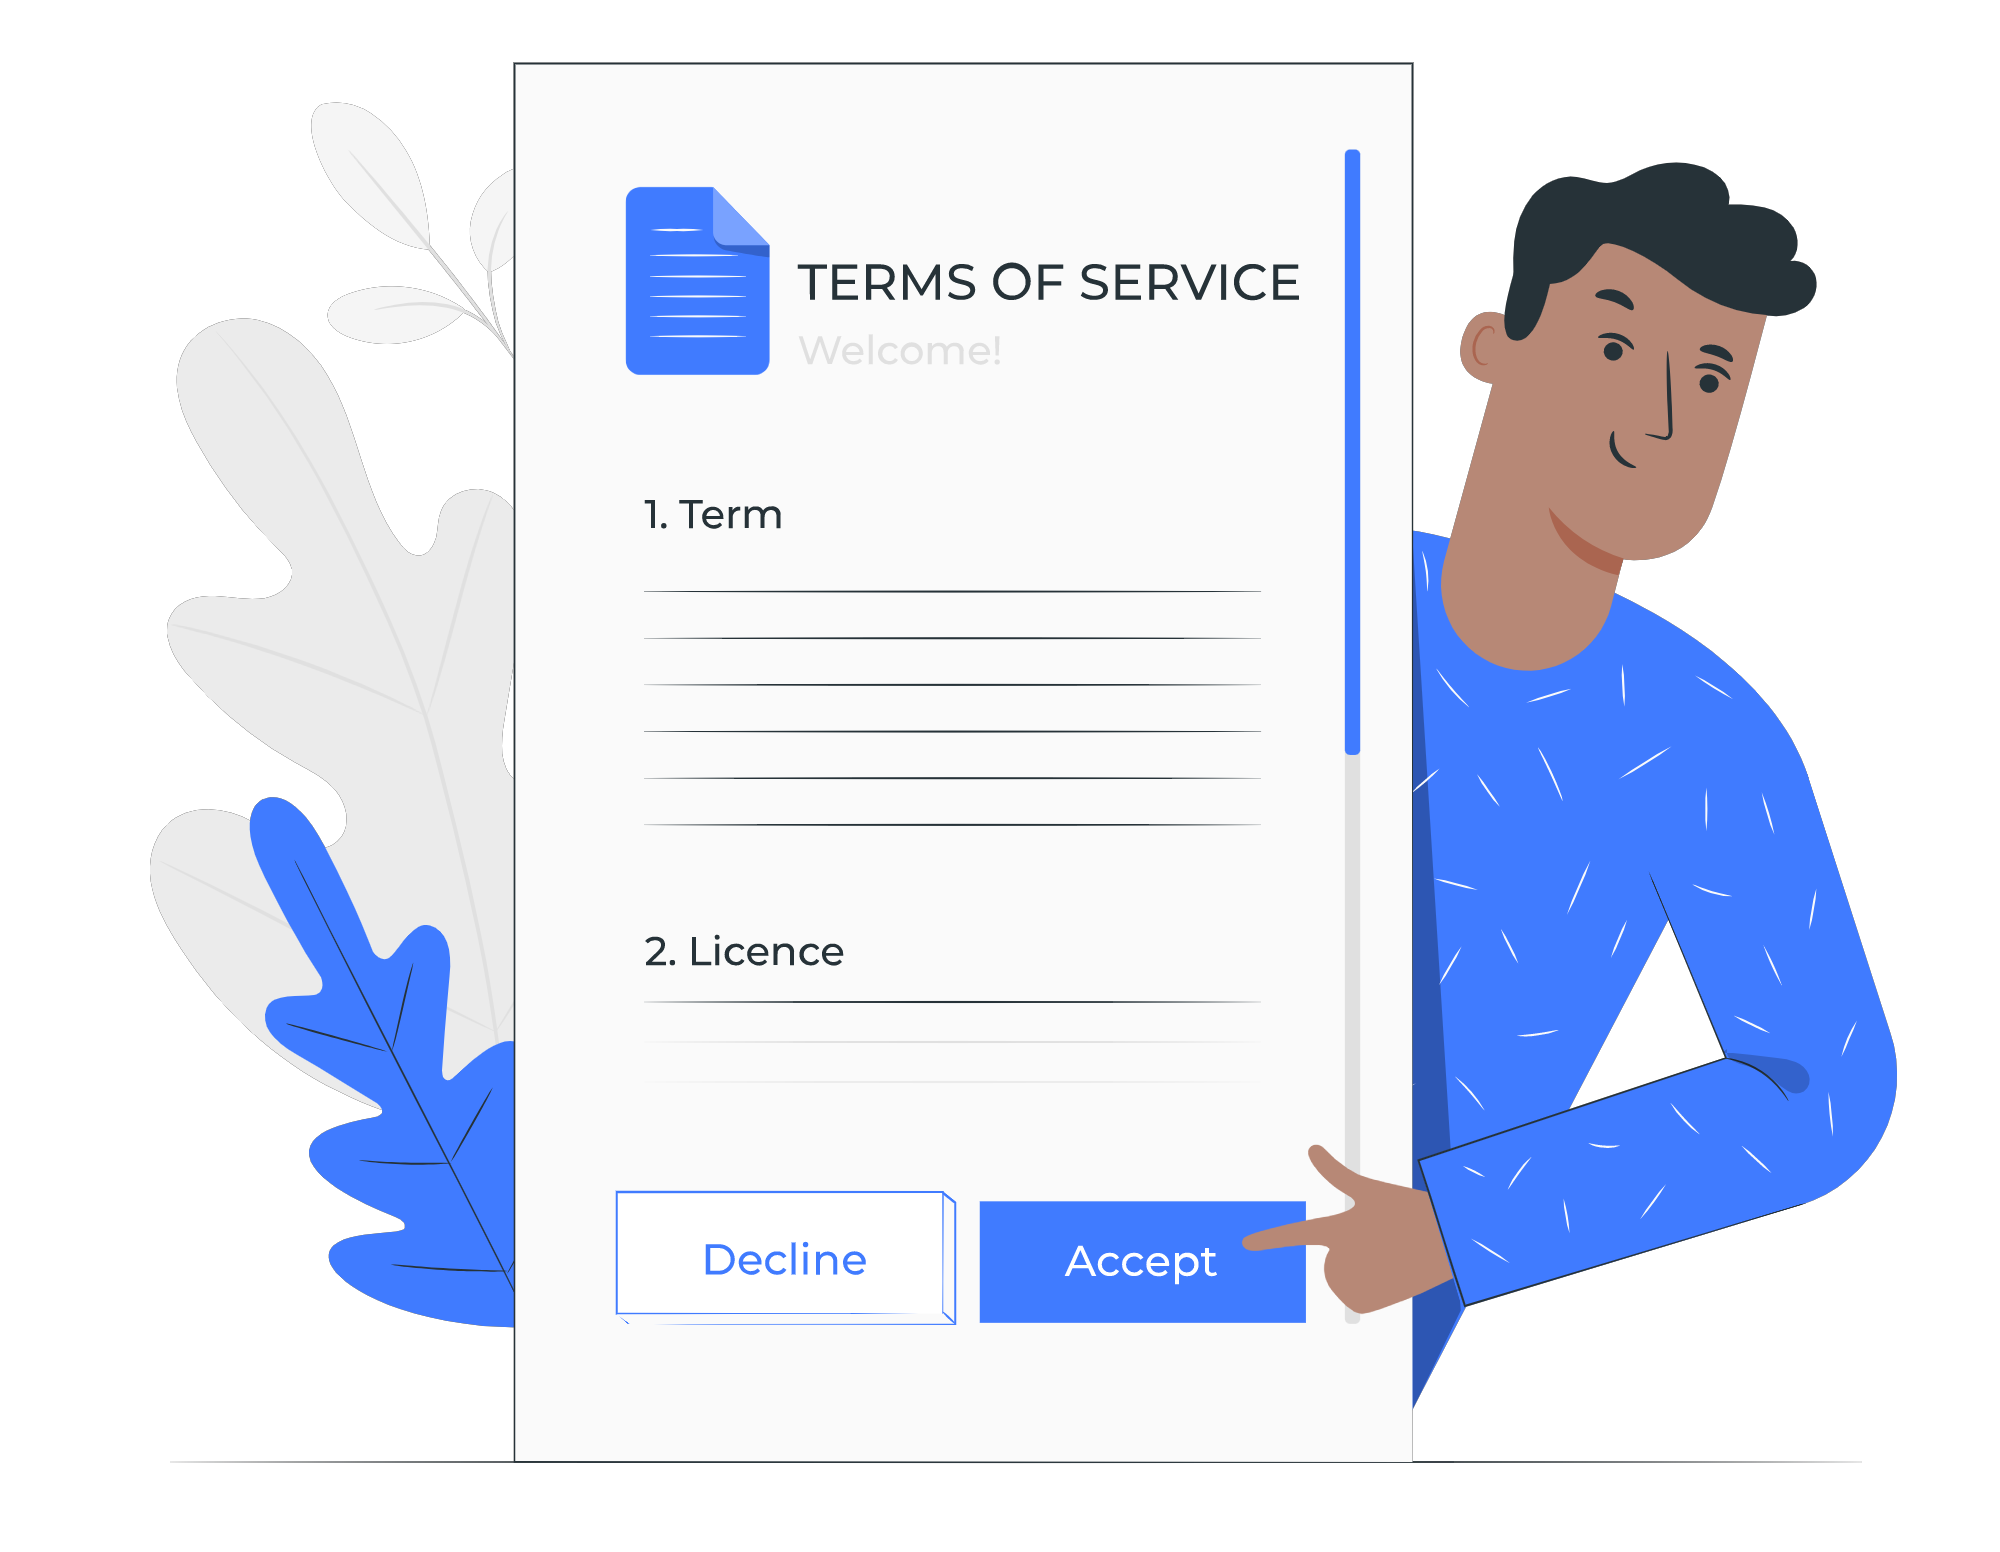 TERMS OF SERVICE
Welcome!
1. Term
2. Licence
Decline
Accept